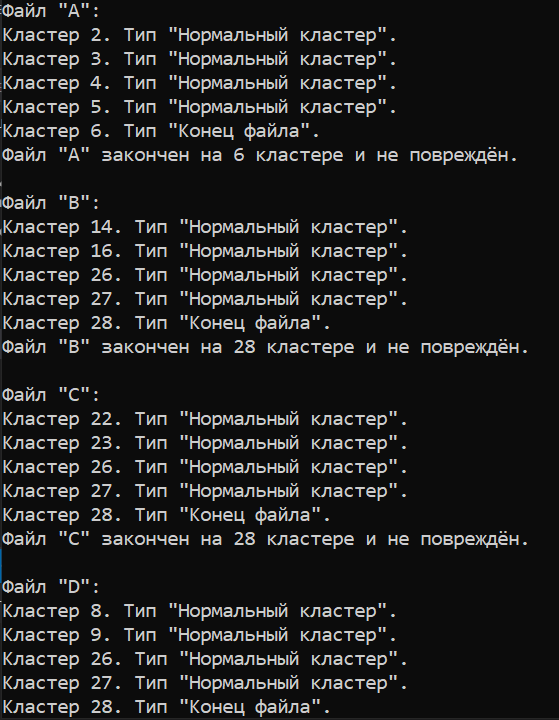 Файл "A":
Кластер 2. Тип "Нормальный кластер".
Кластер 3. Тип "Нормальный кластер".
Кластер 4. Тип "Нормальный кластер".
Кластер 5. Тип "Нормальный кластер".
Кластер 6. Тип "Конец файла".
Файл "A" закончен на 6 кластере и не повреждён.
Файл "B":
Кластер 14. Тип "Нормальный кластер".
Кластер 16. Тип "Нормальный кластер".
Кластер 26. Тип "Нормальный кластер".
Кластер 27. Тип "Нормальный кластер".
Кластер 28. Тип "Конец файла".
Файл "B" закончен на 28 кластере и не повреждён.
Файл "C":
Кластер 22. Тип "Нормальный кластер".
Кластер 23. Тип "Нормальный кластер".
Кластер 26. Тип "Нормальный кластер".
Кластер 27. Тип "Нормальный кластер".
Кластер 28. Тип "Конец файла".
Файл "C" закончен на 28 кластере и не повреждён.
Файл "D":
Кластер 8. Тип "Нормальный кластер".
Кластер 9. Тип "Нормальный кластер".
Кластер 26. Тип "Нормальный кластер".
Кластер 27. Тип "Нормальный кластер".
Кластер 28. Тип "Конец файла".